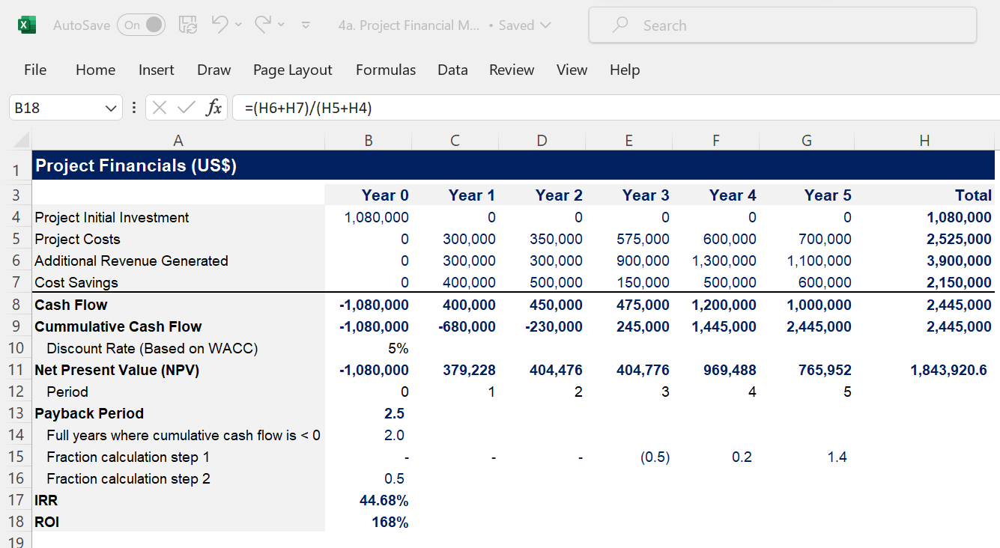 AutoSave On 4a. Project Financial M... • Saved Search
File Home Insert Draw Page Layout Formulas Data Review View Help
B18 fx =(H6+H7)/(H5+H4)
A B C D E F G H
1 Project Financials (US$)
3 Year 0 Year 1 Year 2 Year 3 Year 4 Year 5 Total
4 Project Initial Investment 1,080,000 0 0 0 0 0 1,080,000
5 Project Costs 0 300,000 350,000 575,000 600,000 700,000 2,525,000
6 Additional Revenue Generated 0 300,000 300,000 900,000 1,300,000 1,100,000 3,900,000
7 Cost Savings 0 400,000 500,000 150,000 500,000 600,000 2,150,000
8 Cash Flow -1,080,000 400,000 450,000 475,000 1,200,000 1,000,000 2,445,000
9 Cummulative Cash Flow -1,080,000 -680,000 -230,000 245,000 1,445,000 2,445,000 2,445,000
10 Discount Rate (Based on WACC) 5%
11 Net Present Value (NPV) -1,080,000 379,228 404,476 404,776 969,488 765,952 1,843,920.6
12 Period 0 1 2 3 4 5
13 Payback Period 2.5
14 Full years where cumulative cash flow is < 0 2.0
15 Fraction calculation step 1 - - - (0.5) 0.2 1.4
16 Fraction calculation step 2 0.5
17 IRR 44.68%
18 ROI 168%
19